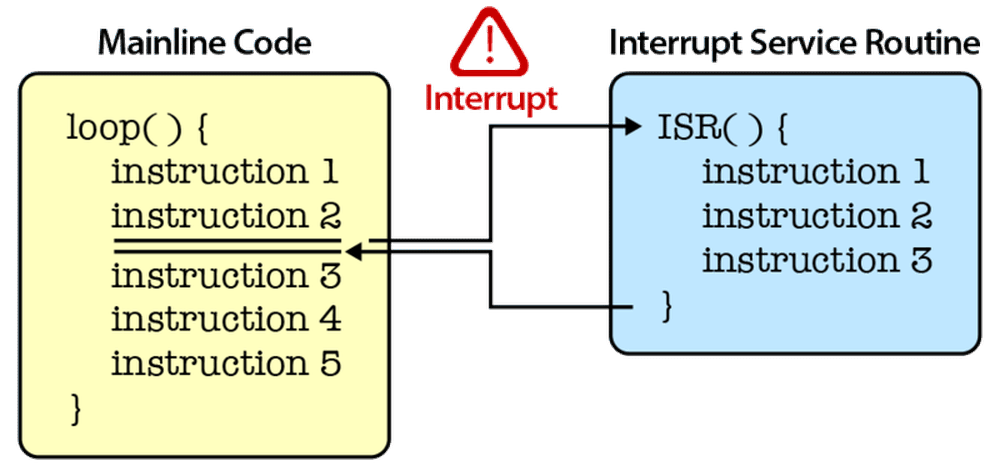 Mainline Code
loop( ) {
instruction 1
instruction 2
instruction 3
instruction 4
instruction 5
}
!
Interrupt
Interrupt Service Routine
ISR( ) {
instruction 1
instruction 2
instruction 3
}